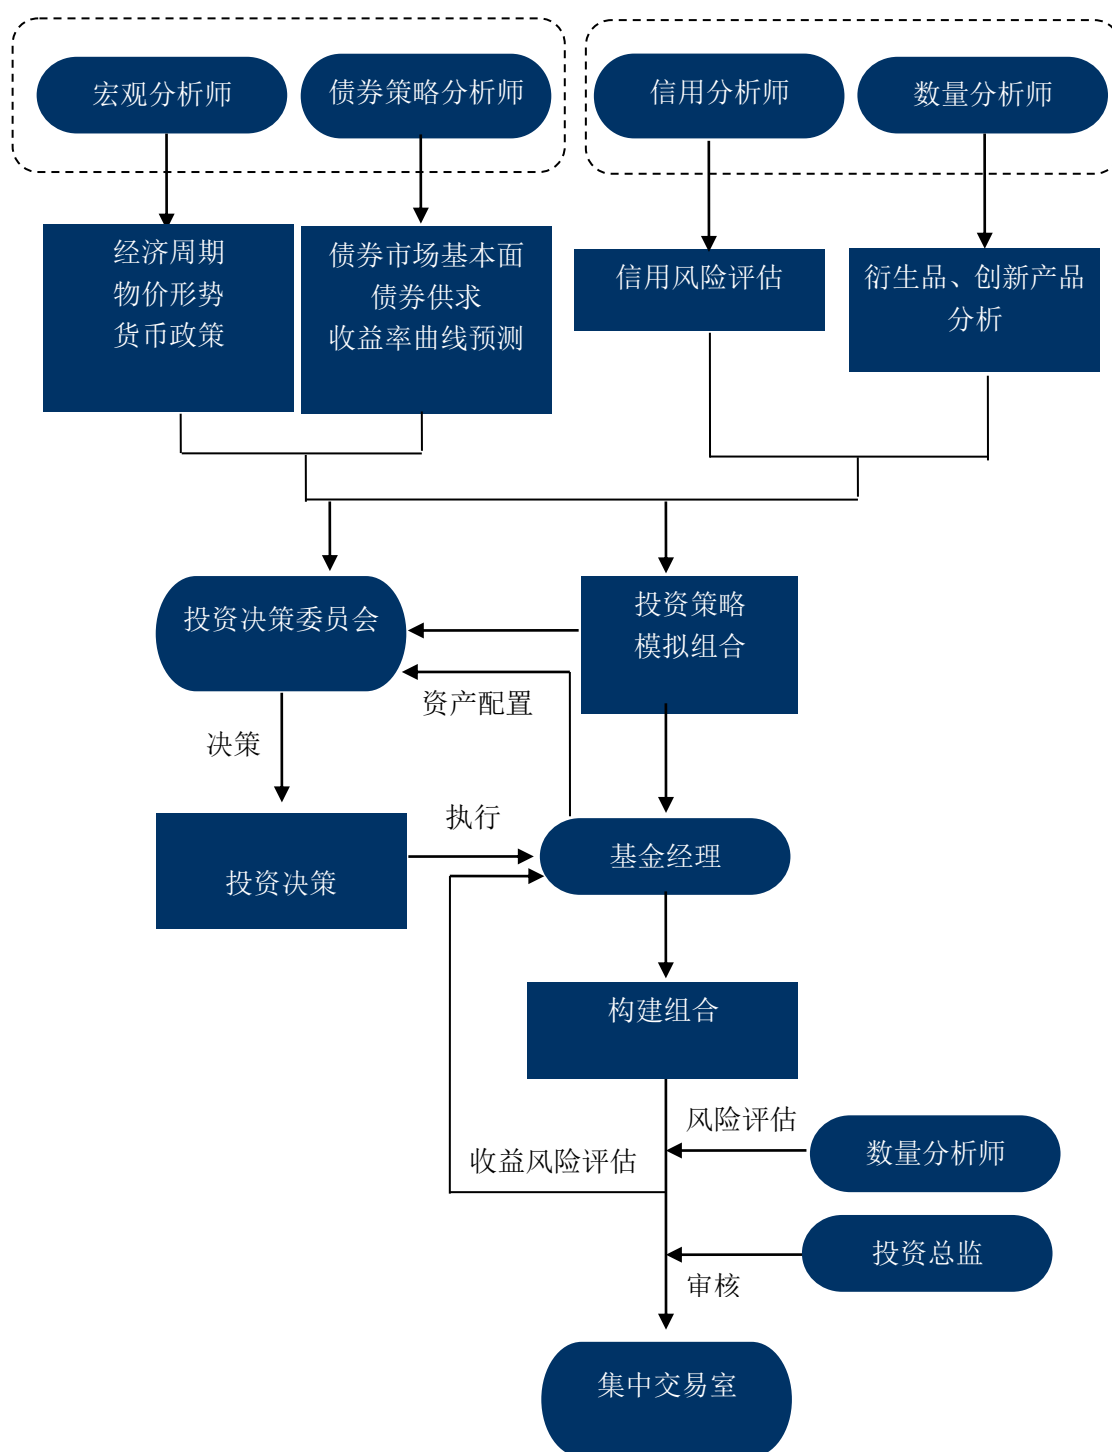 宏观分析师
债券策略分析师
信用分析师
数量分析师
经济周期
物价形势
货币政策
债券市场基本面
债券供求
收益率曲线预测
信用风险评估
衍生品、创新产品
分析
投资决策委员会
投资策略
模拟组合
资产配置
决策
执行
投资决策
基金经理
构建组合
风险评估
数量分析师
收益风险评估
投资总监
审核
集中交易室